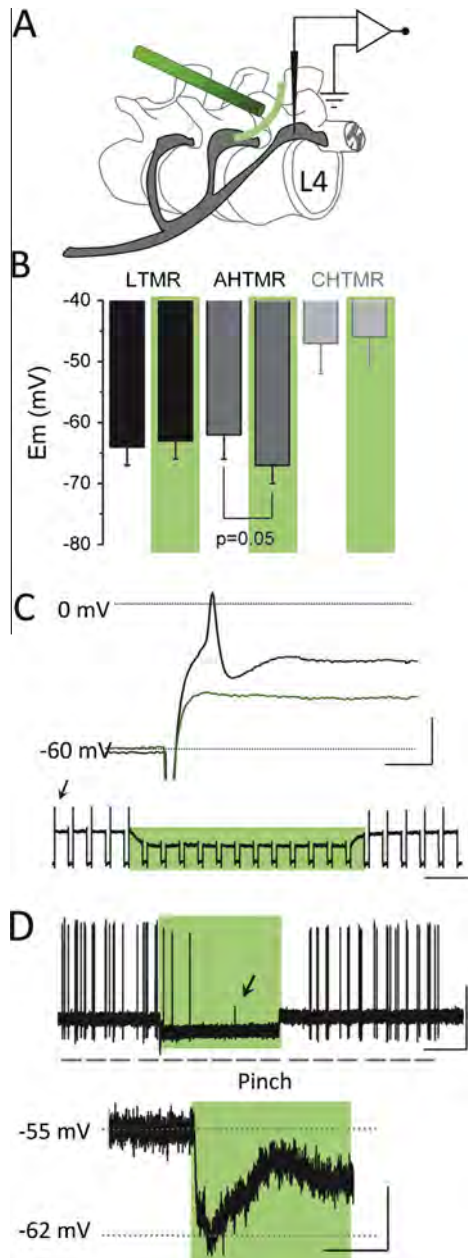 A
L4
B
LTMR AHTMR CHTMR
-40
-50
-60
-70
-80
Em (mV)
p=0.05
C
0 mV
-60 mV
D
Pinch
-55 mV
-62 mV